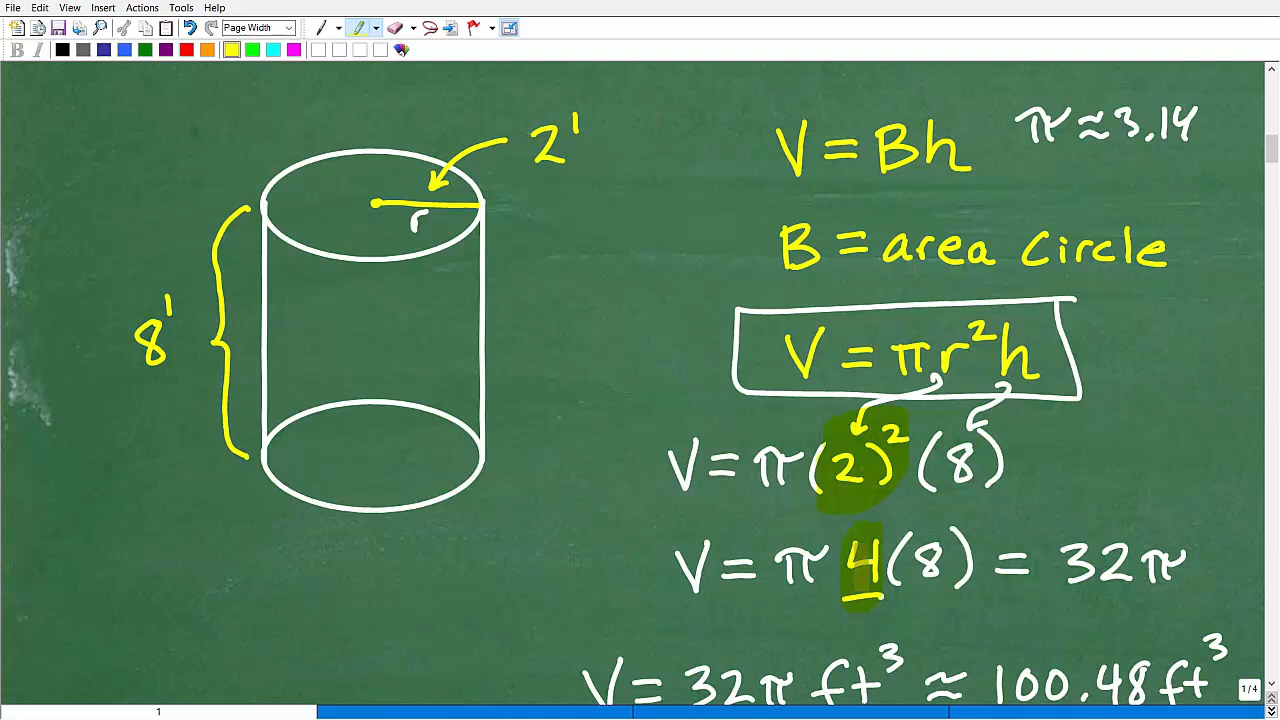 File Edit View Insert Actions Tools Help
Page Width
B I
2'
r
8'
V = Bh
π ≈ 3.14
B = area circle
V = πr²h
V = π(2)²(8)
V = π 4(8) = 32π
V = 32π ft³ ≈ 100.48 ft³
1/4
1